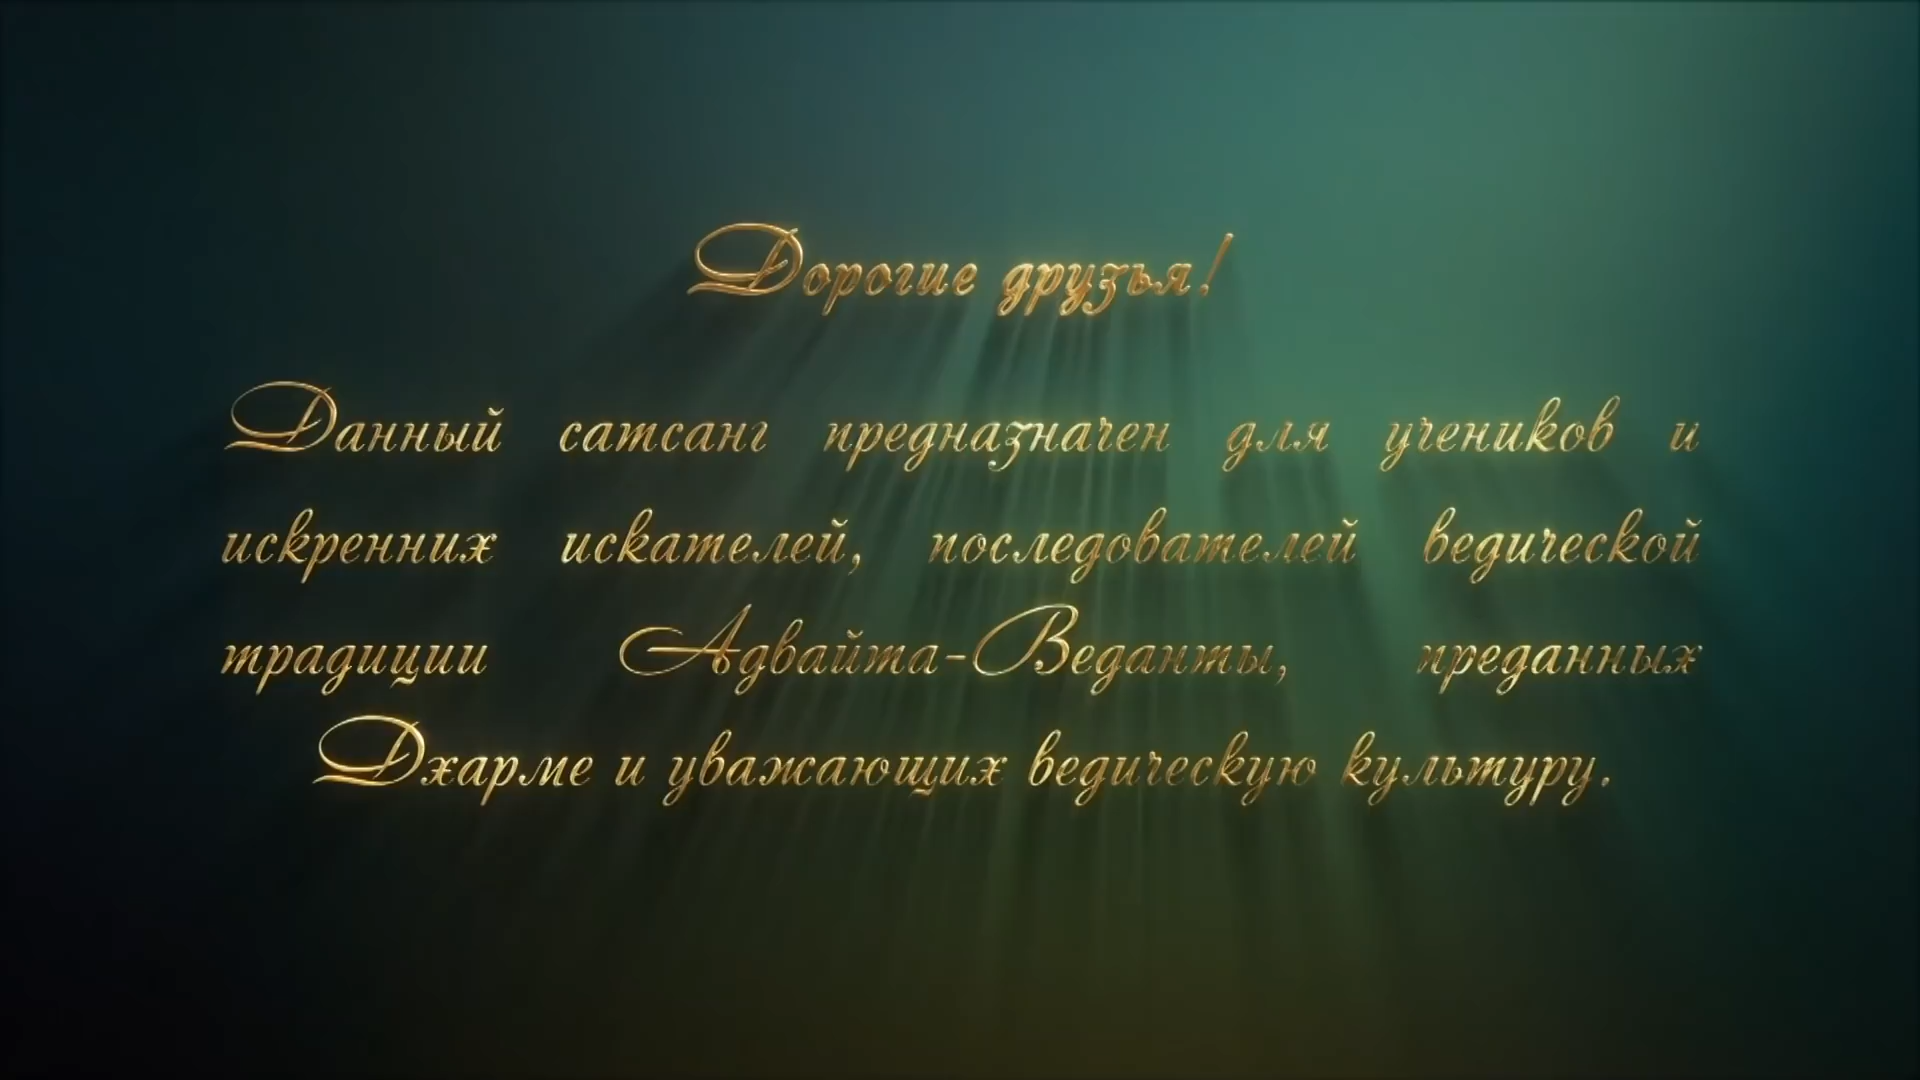 Дорогие друзья!
Данный сатсанг предназначен для учеников и
искренних искателей, последователей ведической
традиции Адвайта-Веданты, преданных
Дхарме и уважающих ведическую культуру.